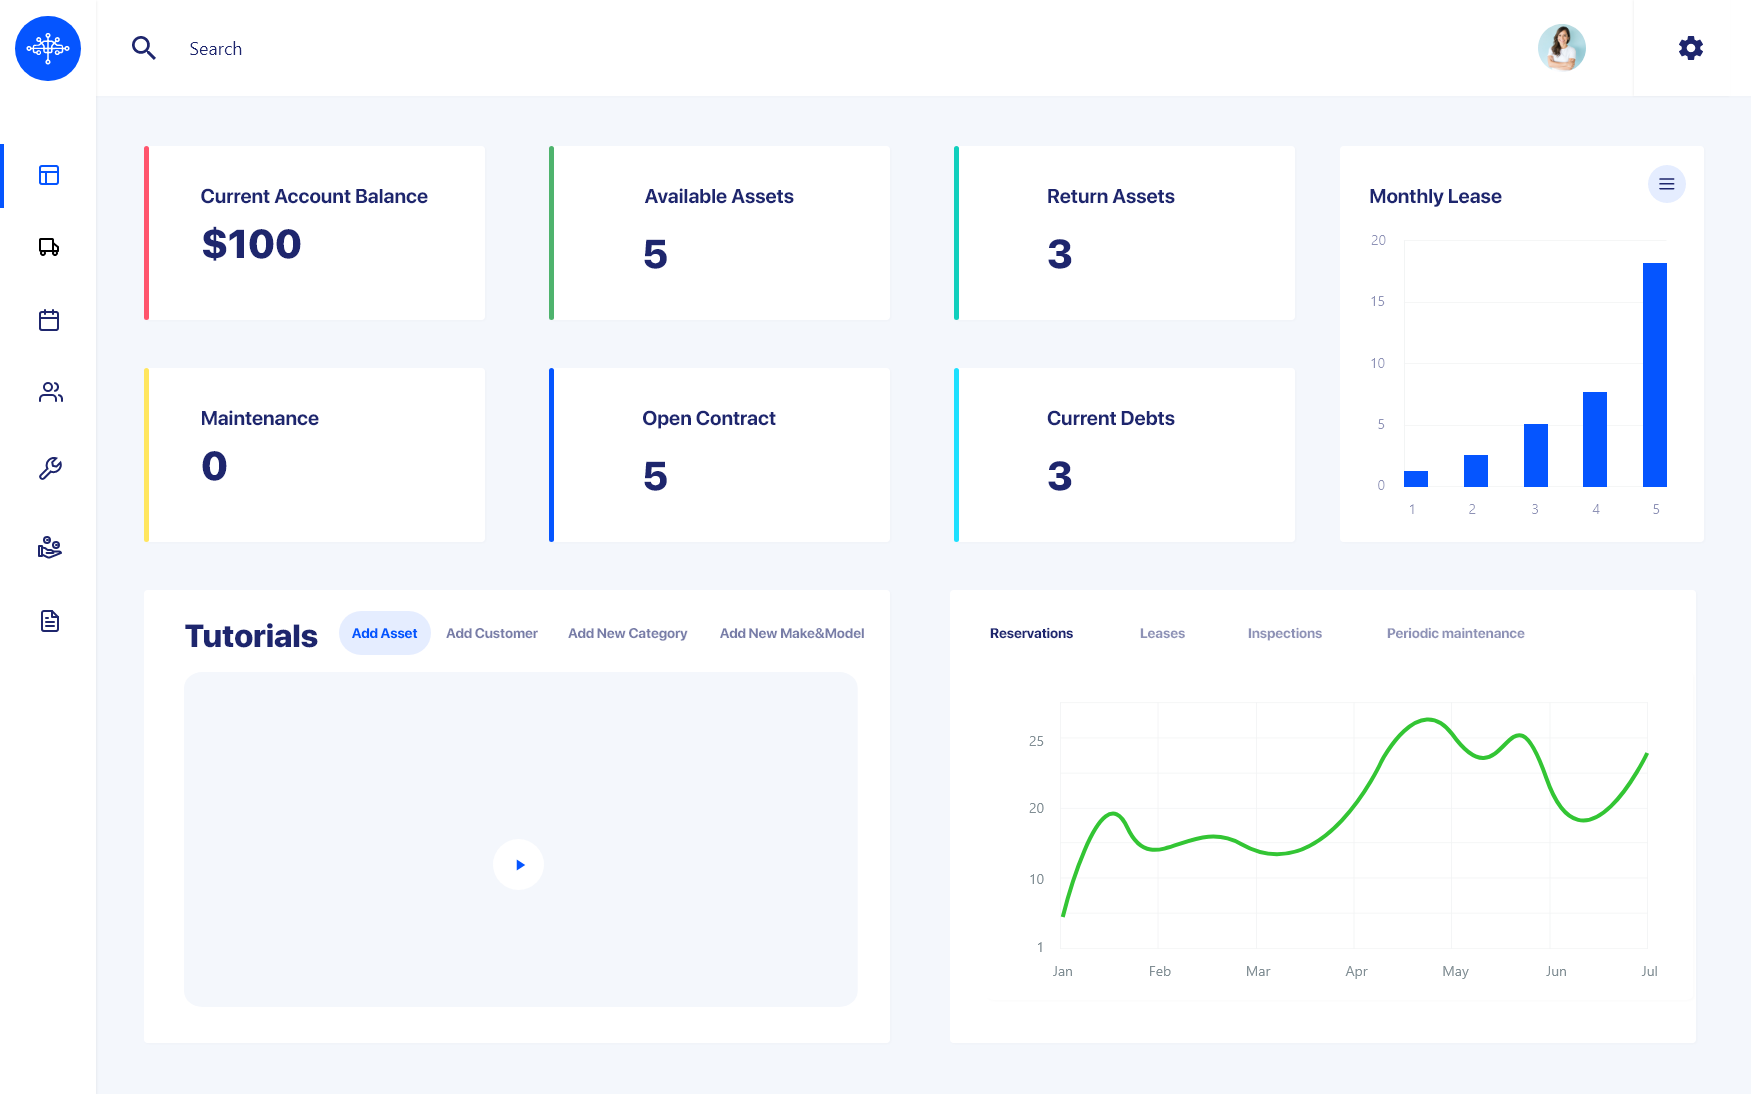 Search
Current Account Balance
$100
Available Assets
5
Return Assets
3
Monthly Lease
20
15
10
5
0
1 2 3 4 5
Maintenance
0
Open Contract
5
Current Debts
3
Tutorials Add Asset Add Customer Add New Category Add New Make&Model
Reservations Leases Inspections Periodic maintenance
25
20
10
1
Jan Feb Mar Apr May Jun Jul